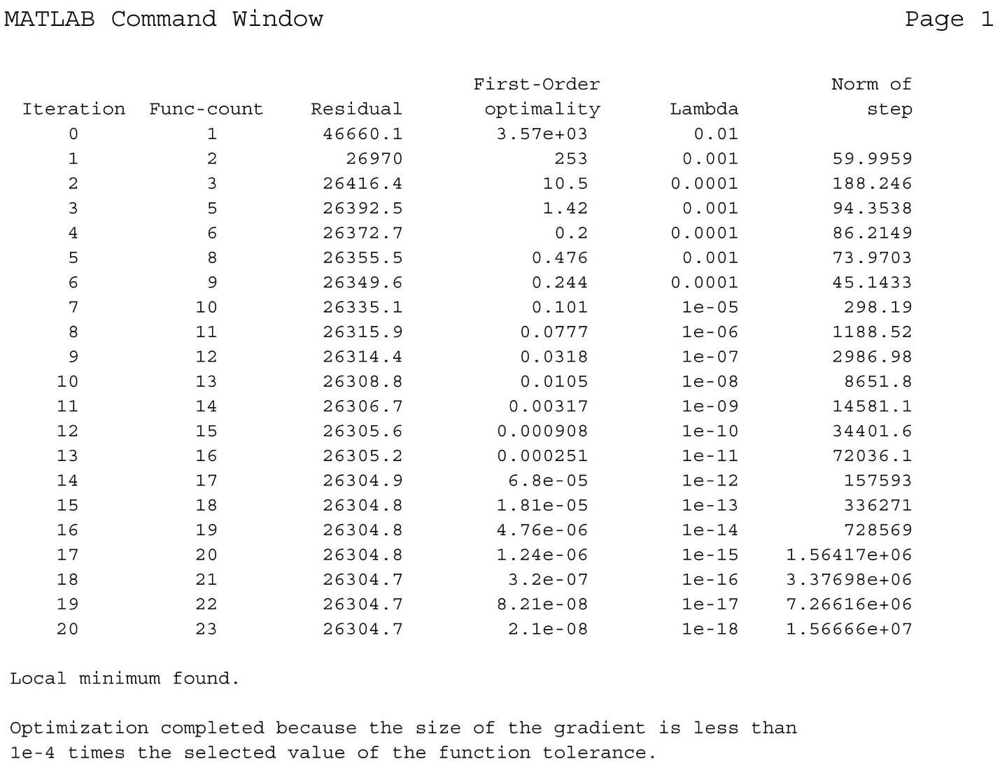 MATLAB Command Window Page 1
First-Order Norm of
Iteration Func-count Residual optimality Lambda step
0 1 46660.1 3.57e+03 0.01
1 2 26970 253 0.001 59.9959
2 3 26416.4 10.5 0.0001 188.246
3 5 26392.5 1.42 0.001 94.3538
4 6 26372.7 0.2 0.0001 86.2149
5 8 26355.5 0.476 0.001 73.9703
6 9 26349.6 0.244 0.0001 45.1433
7 10 26335.1 0.101 1e-05 298.19
8 11 26315.9 0.0777 1e-06 1188.52
9 12 26314.4 0.0318 1e-07 2986.98
10 13 26308.8 0.0105 1e-08 8651.8
11 14 26306.7 0.00317 1e-09 14581.1
12 15 26305.6 0.000908 1e-10 34401.6
13 16 26305.2 0.000251 1e-11 72036.1
14 17 26304.9 6.8e-05 1e-12 157593
15 18 26304.8 1.81e-05 1e-13 336271
16 19 26304.8 4.76e-06 1e-14 728569
17 20 26304.8 1.24e-06 1e-15 1.56417e+06
18 21 26304.7 3.2e-07 1e-16 3.37698e+06
19 22 26304.7 8.21e-08 1e-17 7.26616e+06
20 23 26304.7 2.1e-08 1e-18 1.56666e+07
Local minimum found.
Optimization completed because the size of the gradient is less than
1e-4 times the selected value of the function tolerance.